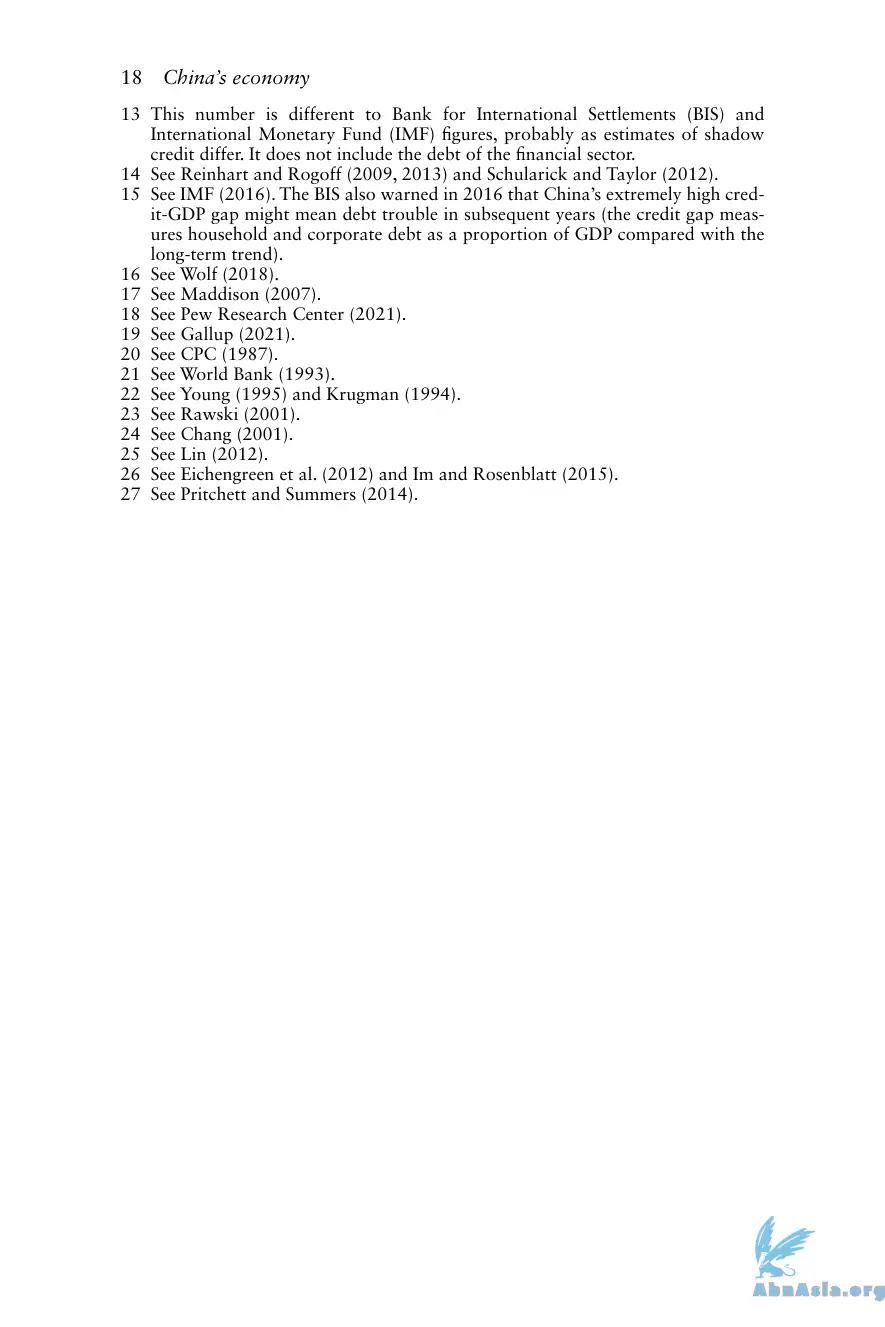 18 China’s economy
13 This number is different to Bank for International Settlements (BIS) and
International Monetary Fund (IMF) figures, probably as estimates of shadow
credit differ. It does not include the debt of the financial sector.
14 See Reinhart and Rogoff (2009, 2013) and Schularick and Taylor (2012).
15 See IMF (2016). The BIS also warned in 2016 that China’s extremely high cred-
it-GDP gap might mean debt trouble in subsequent years (the credit gap meas-
ures household and corporate debt as a proportion of GDP compared with the
long-term trend).
16 See Wolf (2018).
17 See Maddison (2007).
18 See Pew Research Center (2021).
19 See Gallup (2021).
20 See CPC (1987).
21 See World Bank (1993).
22 See Young (1995) and Krugman (1994).
23 See Rawski (2001).
24 See Chang (2001).
25 See Lin (2012).
26 See Eichengreen et al. (2012) and Im and Rosenblatt (2015).
27 See Pritchett and Summers (2014).
AbnAsia.org